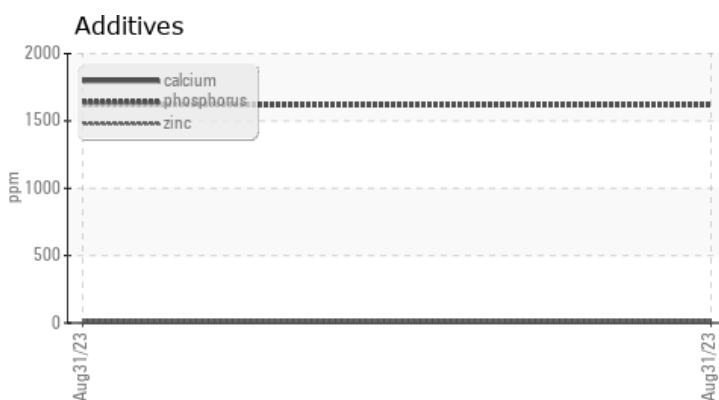 Additives
2000
1500
1000
500
0
ppm
calcium
phosphorus
zinc
Aug31/23
Aug31/23